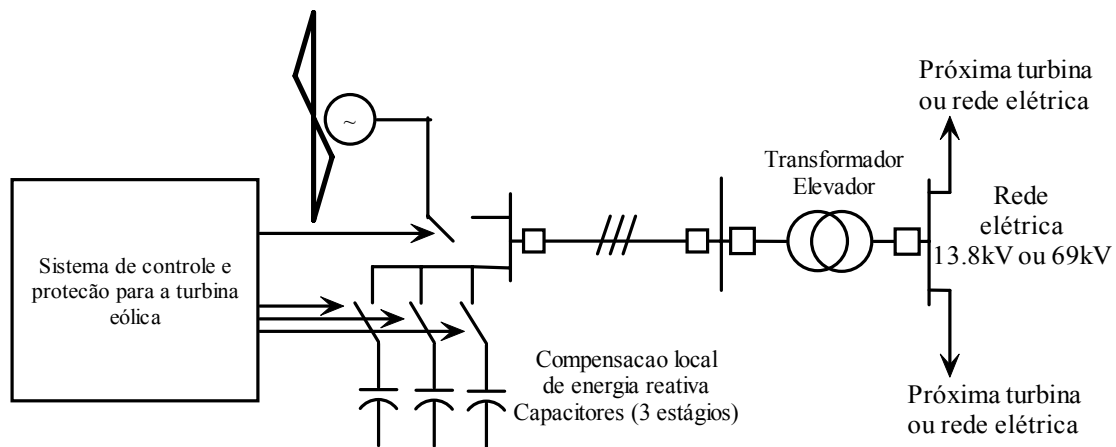 Próxima turbina
ou rede elétrica
Transformador
Elevador
~
Rede
elétrica
13.8kV ou 69kV
Sistema de controle e
protecão para a turbina
eólica
Compensacao local
de energia reativa
Capacitores (3 estágios)
Próxima turbina
ou rede elétrica